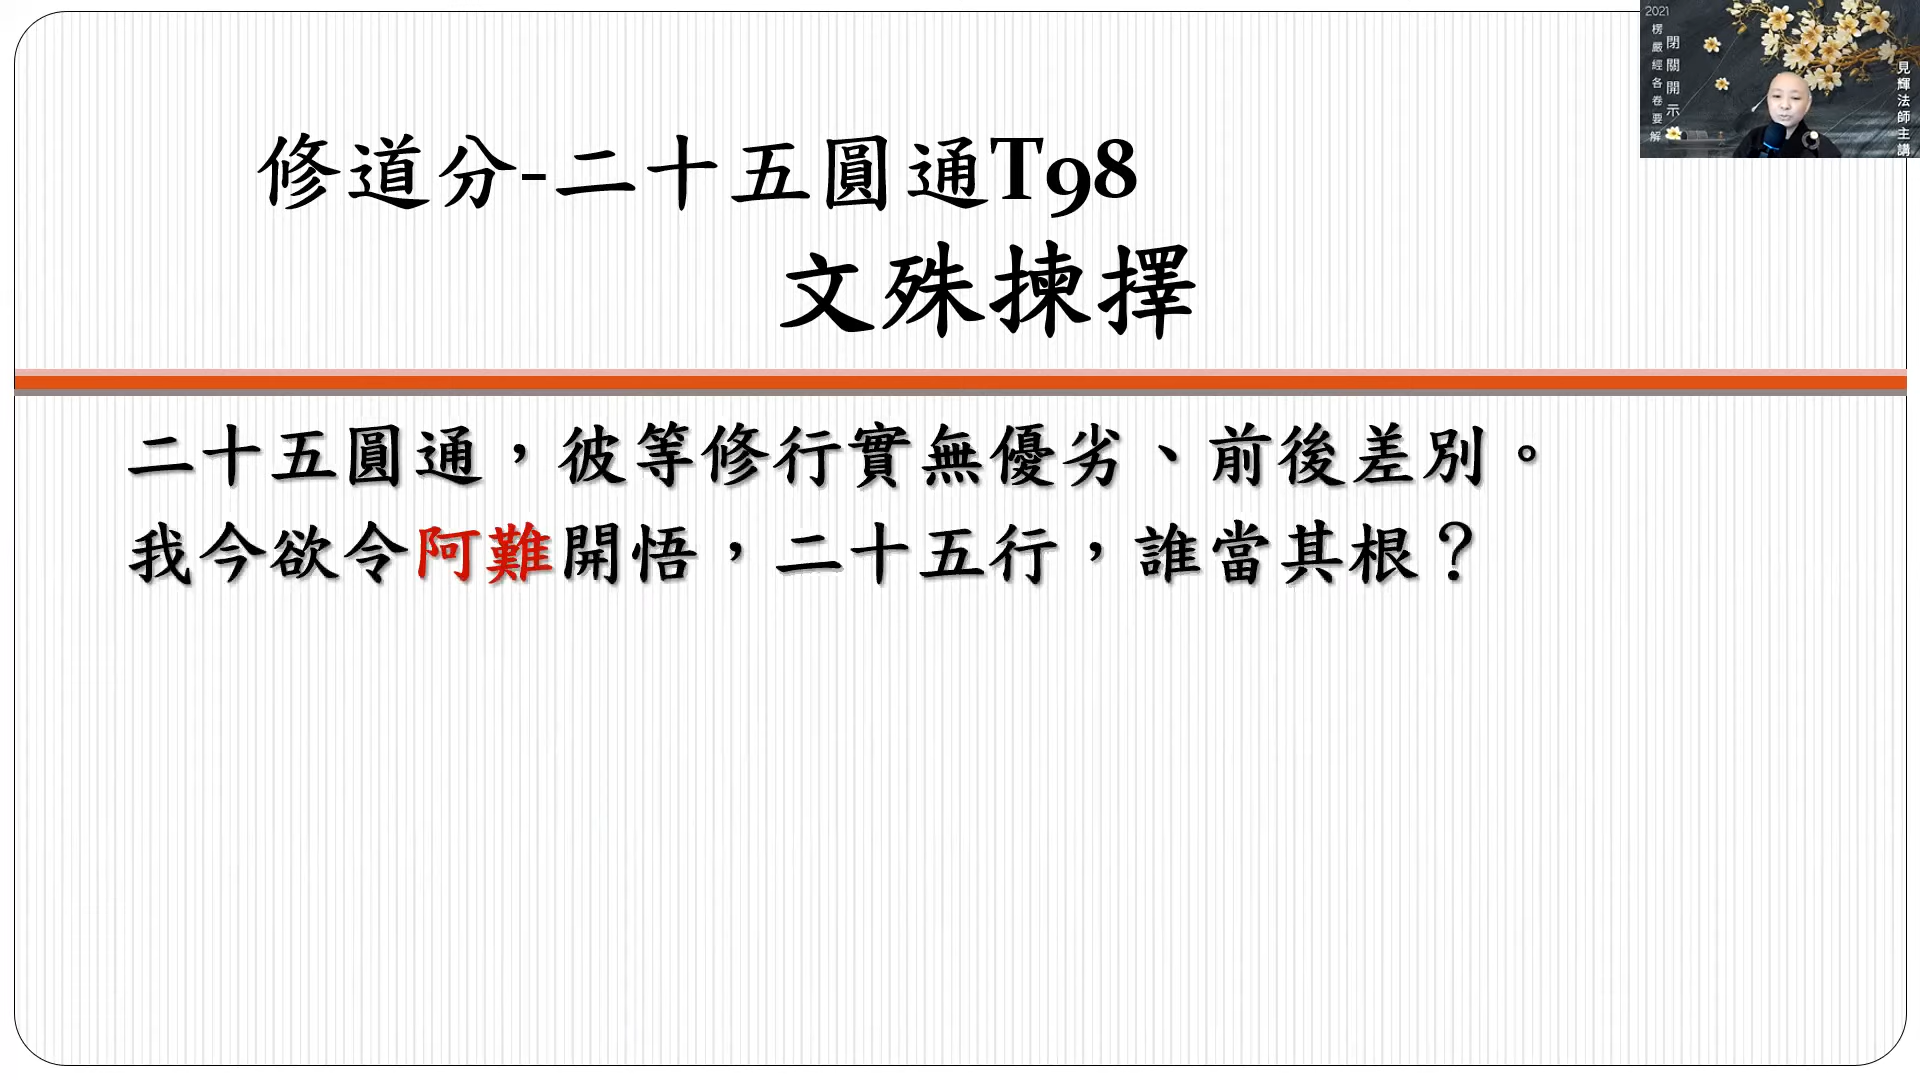 修道分-二十五圓通T98
文殊揀擇
二十五圓通，彼等修行實無優劣、前後差別。
我今欲令阿難開悟，二十五行，誰當其根？
2021
閉關開示
楞嚴經各卷要解
見輝法師主講